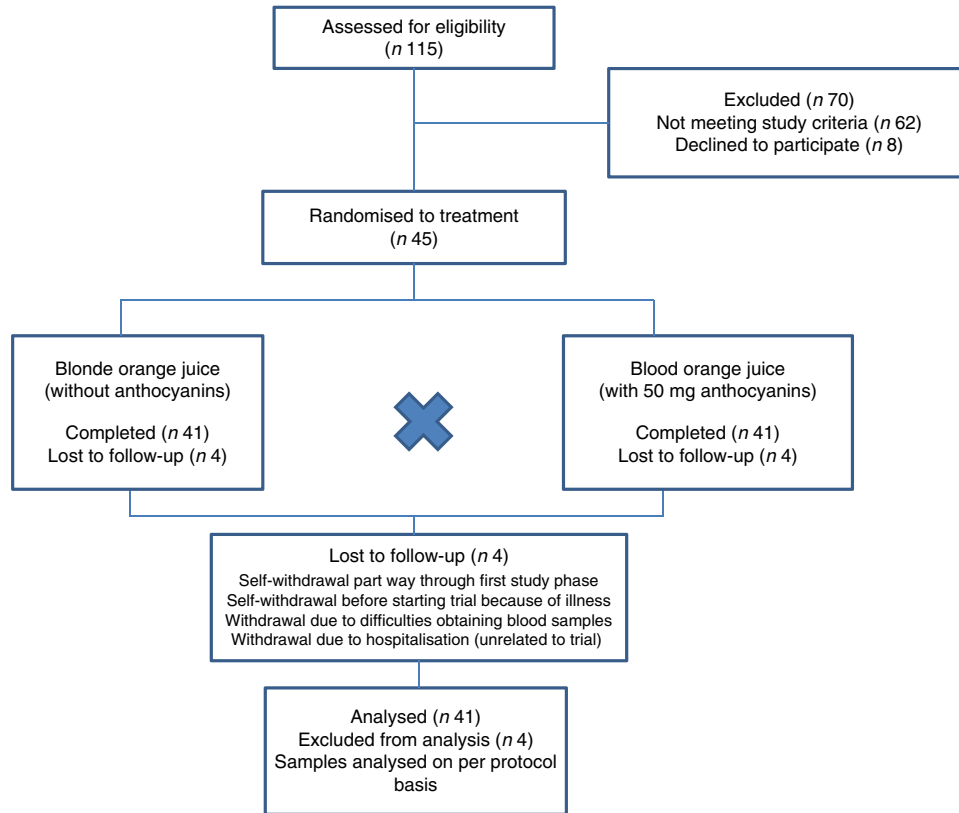 Assessed for eligibility
(n 115)
Excluded (n 70)
Not meeting study criteria (n 62)
Declined to participate (n 8)
Randomised to treatment
(n 45)
Blonde orange juice
(without anthocyanins)
Completed (n 41)
Lost to follow-up (n 4)
Blood orange juice
(with 50 mg anthocyanins)
Completed (n 41)
Lost to follow-up (n 4)
Lost to follow-up (n 4)
Self-withdrawal part way through first study phase
Self-withdrawal before starting trial because of illness
Withdrawal due to difficulties obtaining blood samples
Withdrawal due to hospitalisation (unrelated to trial)
Analysed (n 41)
Excluded from analysis (n 4)
Samples analysed on per protocol
basis